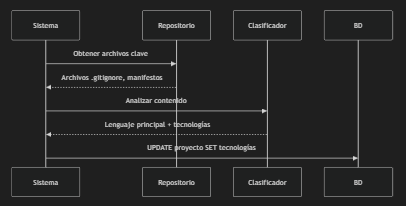 Sistema
Repositorio
Clasificador
BD
Obtener archivos clave
Archivos .gitignore, manifestos
Analizar contenido
Lenguaje principal + tecnologías
UPDATE proyecto SET tecnologías
Sistema
Repositorio
Clasificador
BD